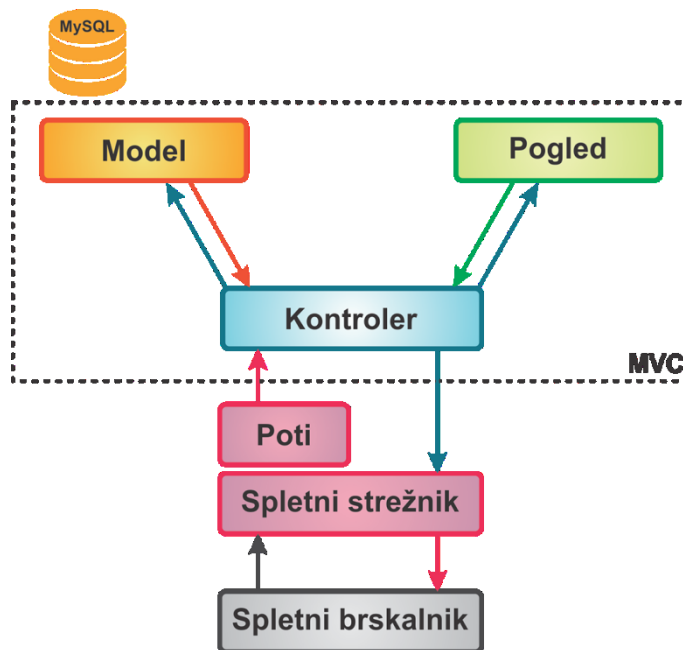 MySQL
Model
Pogled
Kontroler
MVC
Poti
Spletni strežnik
Spletni brskalnik